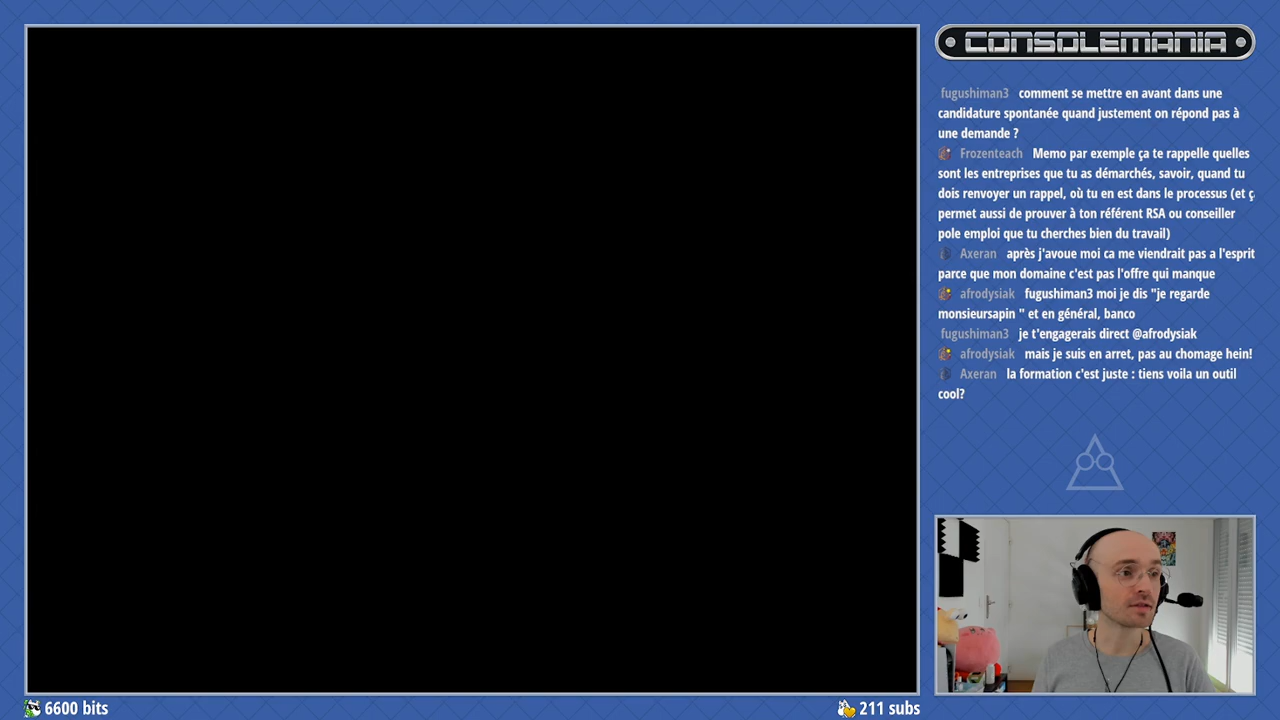 CONSOLEMANIA
fugushiman3 comment se mettre en avant dans une
candidature spontanée quand justement on répond pas à
une demande ?
Frozenteach Memo par exemple ça te rappelle quelles
sont les entreprises que tu as démarchés, savoir, quand tu
dois renvoyer un rappel, où tu en est dans le processus (et ç
permet aussi de prouver à ton référent RSA ou conseiller
pole emploi que tu cherches bien du travail)
Axeran après j'avoue moi ca me viendrait pas a l'esprit
parce que mon domaine c'est pas l'offre qui manque
afrodysiak fugushiman3 moi je dis "je regarde
monsieursapin " et en général, banco
fugushiman3 je t'engagerais direct @afrodysiak
afrodysiak mais je suis en arret, pas au chomage hein!
Axeran la formation c'est juste : tiens voila un outil
cool?
6600 bits
211 subs